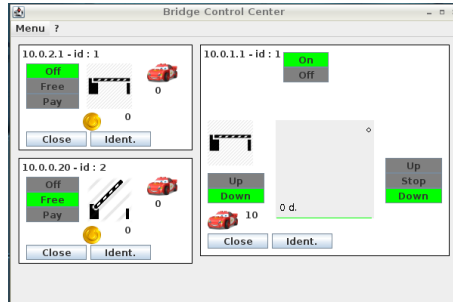 Bridge Control Center
Menu ?
10.0.2.1 - id : 1
Off
Free
Pay
0
0
Close Ident.
10.0.0.20 - id : 2
Off
Free
Pay
0
0
Close Ident.
10.0.1.1 - id : 1
On
Off
Up
Down
10
0 d.
Up
Stop
Down
Close Ident.